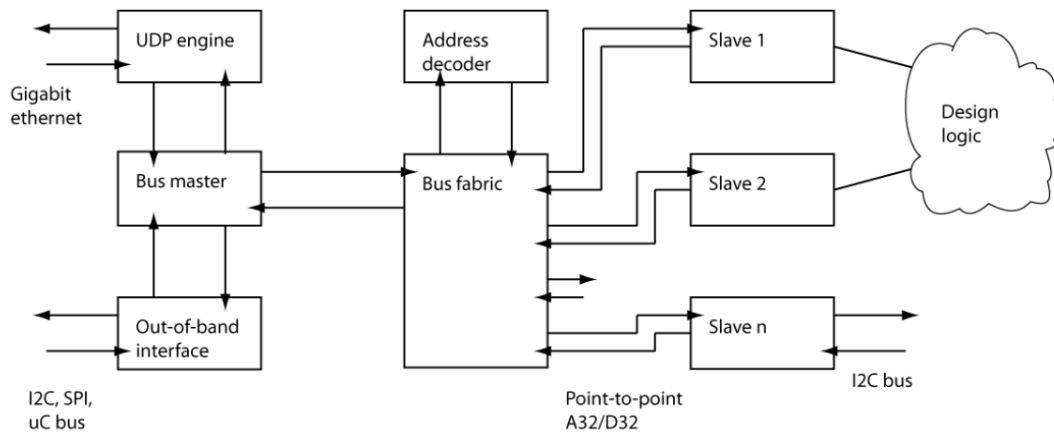 UDP engine
Address
decoder
Slave 1
Gigabit
ethernet
Design
logic
Bus master
Bus fabric
Slave 2
Out-of-band
interface
Slave n
I2C, SPI,
uC bus
Point-to-point
A32/D32
I2C bus